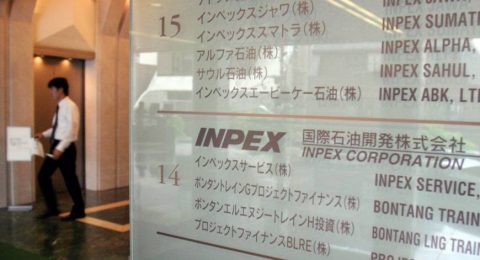 15
インペックスジャワ(株)
インペックススマトラ(株) INPEX SUMAT
アルファ石油(株) INPEX ALPHA,
サウル石油(株) INPEX SAHUL,
インペックスエービーケー石油(株) INPEX ABK, LT
INPEX 国際石油開発株式会社
INPEX CORPORATION
14
インペックスサービス(株) INPEX SERVICE,
ボンタントレインGプロジェクトファイナンス(株) BONTANG TRAIN
ボンタンエルエヌジートレインH投資(株) BONTANG LNG TRAIN
プロジェクトファイナンスBLRE(株)